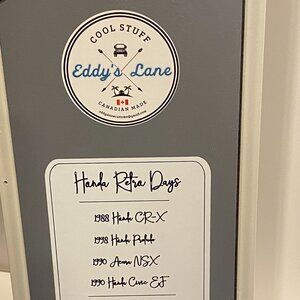 COOL STUFF
Eddy's Lane
CANADIAN MADE
Honda Retro Days
1988 Honda CR-X
1998 Honda Prelude
1990 Acura NSX
1990 Honda Civic EF